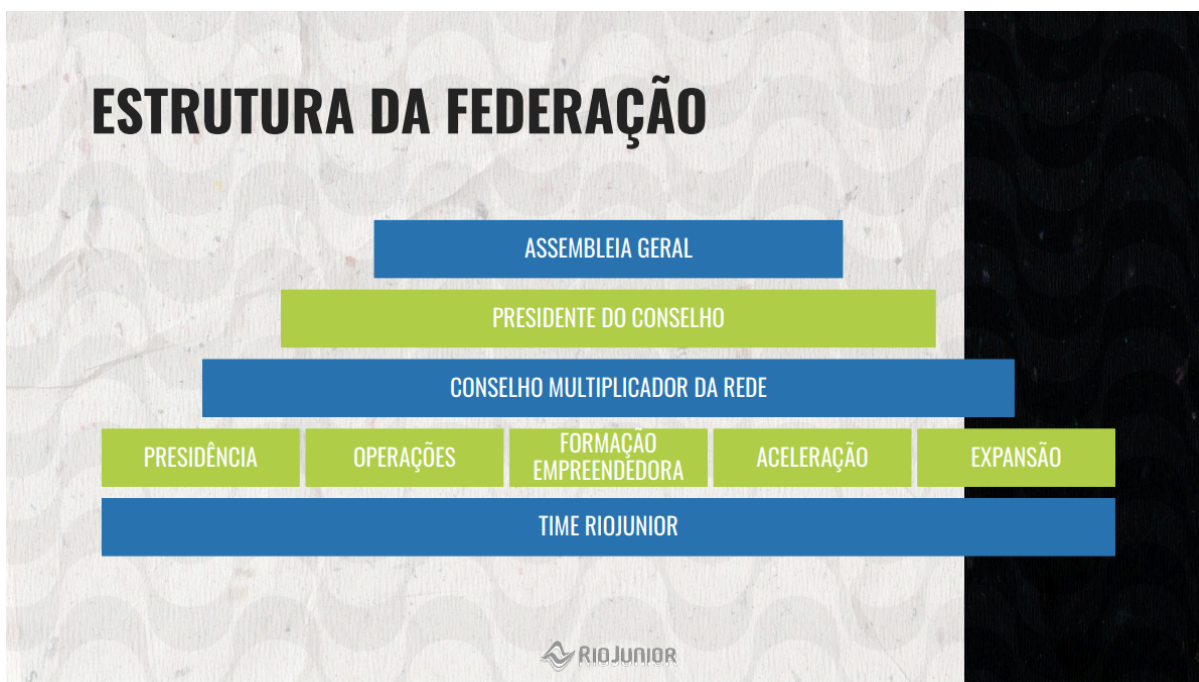 ESTRUTURA DA FEDERAÇÃO
ASSEMBLEIA GERAL
PRESIDENTE DO CONSELHO
CONSELHO MULTIPLICADOR DA REDE
PRESIDÊNCIA
OPERAÇÕES
FORMAÇÃO
EMPREENDEDORA
ACELERAÇÃO
EXPANSÃO
TIME RIOJUNIOR
RIOJUNIOR